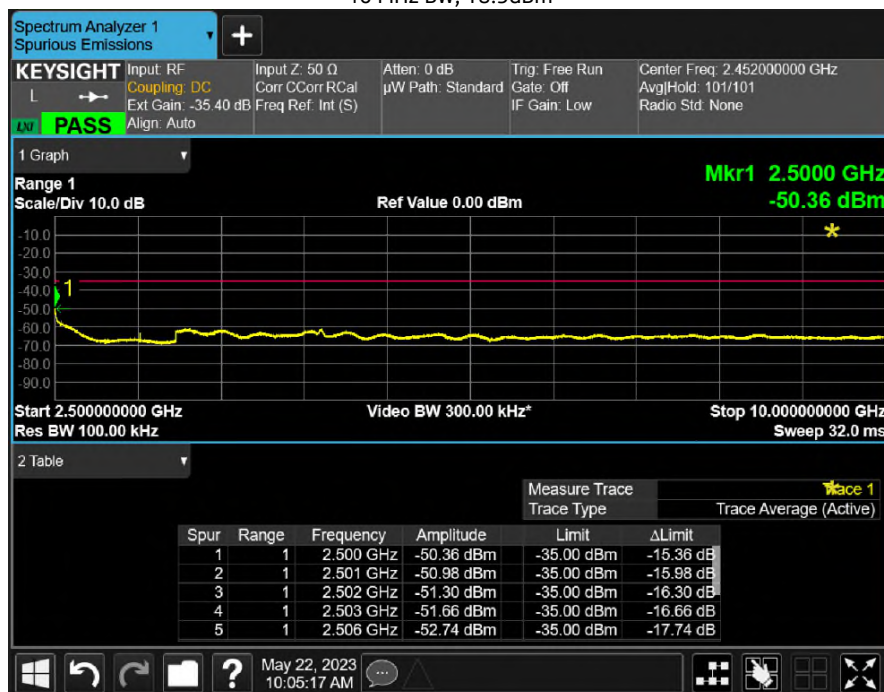 Spectrum Analyzer 1
Spurious Emissions
+
KEYSIGHT Input: RF Input Z: 50 Ω Atten: 0 dB Trig: Free Run Center Freq: 2.452000000 GHz
L Coupling: DC Corr CCorr RCal µW Path: Standard Gate: Off Avg|Hold: 101/101
Ext Gain: -35.40 dB Freq Ref: Int (S) IF Gain: Low Radio Std: None
LXI PASS Align: Auto
1 Graph
Mkr1 2.5000 GHz
Range 1
Scale/Div 10.0 dB Ref Value 0.00 dBm -50.36 dBm
-10.0
-20.0
-30.0
-40.0 1
-50.0
-60.0
-70.0
-80.0
-90.0
Start 2.500000000 GHz Video BW 300.00 kHz* Stop 10.000000000 GHz
Res BW 100.00 kHz Sweep 32.0 ms
2 Table
Measure Trace Trace 1
Trace Type Trace Average (Active)
Spur Range Frequency Amplitude Limit ΔLimit
1 1 2.500 GHz -50.36 dBm -35.00 dBm -15.36 dB
2 1 2.501 GHz -50.98 dBm -35.00 dBm -15.98 dB
3 1 2.502 GHz -51.30 dBm -35.00 dBm -16.30 dB
4 1 2.503 GHz -51.66 dBm -35.00 dBm -16.66 dB
5 1 2.506 GHz -52.74 dBm -35.00 dBm -17.74 dB
? May 22, 2023
10:05:17 AM